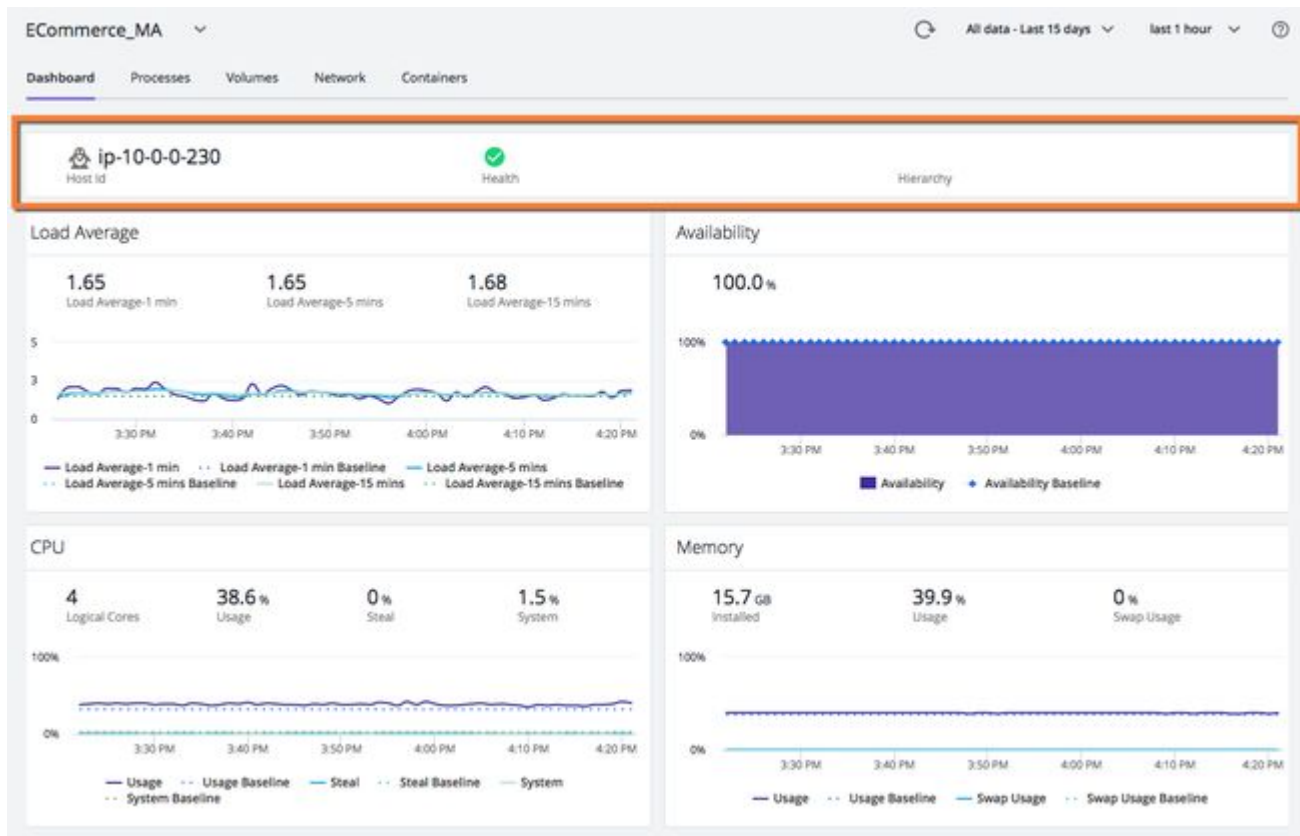 ECommerce_MA All data - Last 15 days last 1 hour ?
Dashboard Processes Volumes Network Containers
ip-10-0-0-230
Host Id Health Hierarchy
Load Average
1.65 1.65 1.68
Load Average-1 min Load Average-5 mins Load Average-15 mins
5
3
0
3:30 PM 3:40 PM 3:50 PM 4:00 PM 4:10 PM 4:20 PM
Load Average-1 min Load Average-1 min Baseline Load Average-5 mins
Load Average-5 mins Baseline Load Average-15 mins Load Average-15 mins Baseline
Availability
100.0 %
100%
0%
3:30 PM 3:40 PM 3:50 PM 4:00 PM 4:10 PM 4:20 PM
Availability Availability Baseline
CPU
4 38.6 % 0 % 1.5 %
Logical Cores Usage Steal System
100%
0%
3:30 PM 3:40 PM 3:50 PM 4:00 PM 4:10 PM 4:20 PM
Usage Usage Baseline Steal Steal Baseline System
System Baseline
Memory
15.7 GB 39.9 % 0 %
Installed Usage Swap Usage
100%
0%
3:30 PM 3:40 PM 3:50 PM 4:00 PM 4:10 PM 4:20 PM
Usage Usage Baseline Swap Usage Swap Usage Baseline